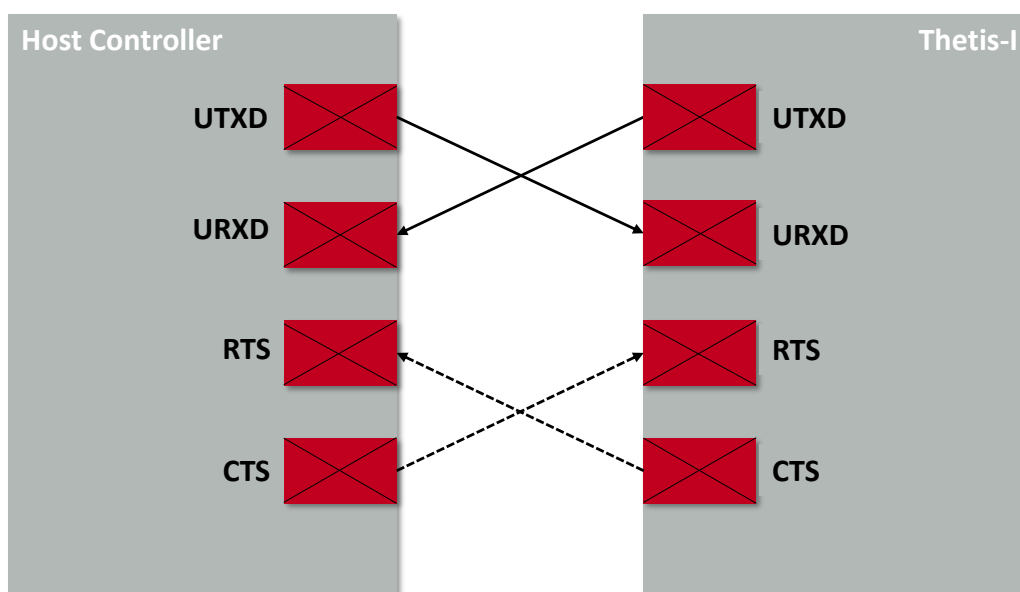 Host Controller
Thetis-I
UTXD
UTXD
URXD
URXD
RTS
RTS
CTS
CTS